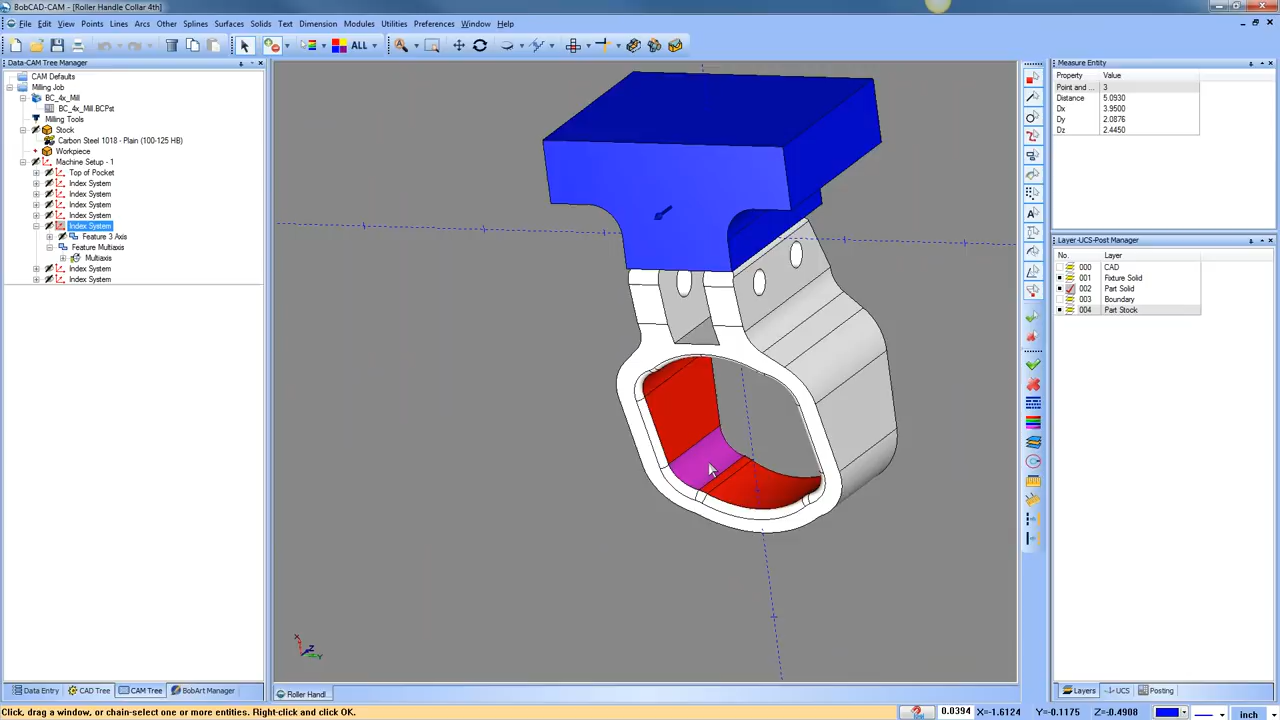 BobCAD-CAM - [Roller Handle Collar 4th]
File Edit View Points Lines Arcs Other Splines Surfaces Solids Text Dimension Modules Utilities Preferences Window Help
ALL
Data-CAM Tree Manager
CAM Defaults
Milling Job
BC_4x_Mill
BC_4x_Mill.BCPst
Milling Tools
Stock
Carbon Steel 1018 - Plain (100-125 HB)
Workpiece
Machine Setup - 1
Top of Pocket
Index System
Index System
Index System
Index System
Index System
Feature 3 Axis
Feature Multiaxis
Multiaxis
Index System
Index System
Measure Entity
Property Value
Point and ... 3
Distance 5.0930
Dx 3.9500
Dy 2.0876
Dz 2.4450
Layer-UCS-Post Manager
No. Layer
000 CAD
001 Fixture Solid
002 Part Solid
003 Boundary
004 Part Stock
X
Z
Y
Data Entry CAD Tree CAM Tree BobArt Manager
Roller Handl...
Layers UCS Posting
Click, drag a window, or chain-select one or more entities. Right-click and click OK.
0.0394 X=-1.6124 Y=-0.1175 Z=-0.4908 inch